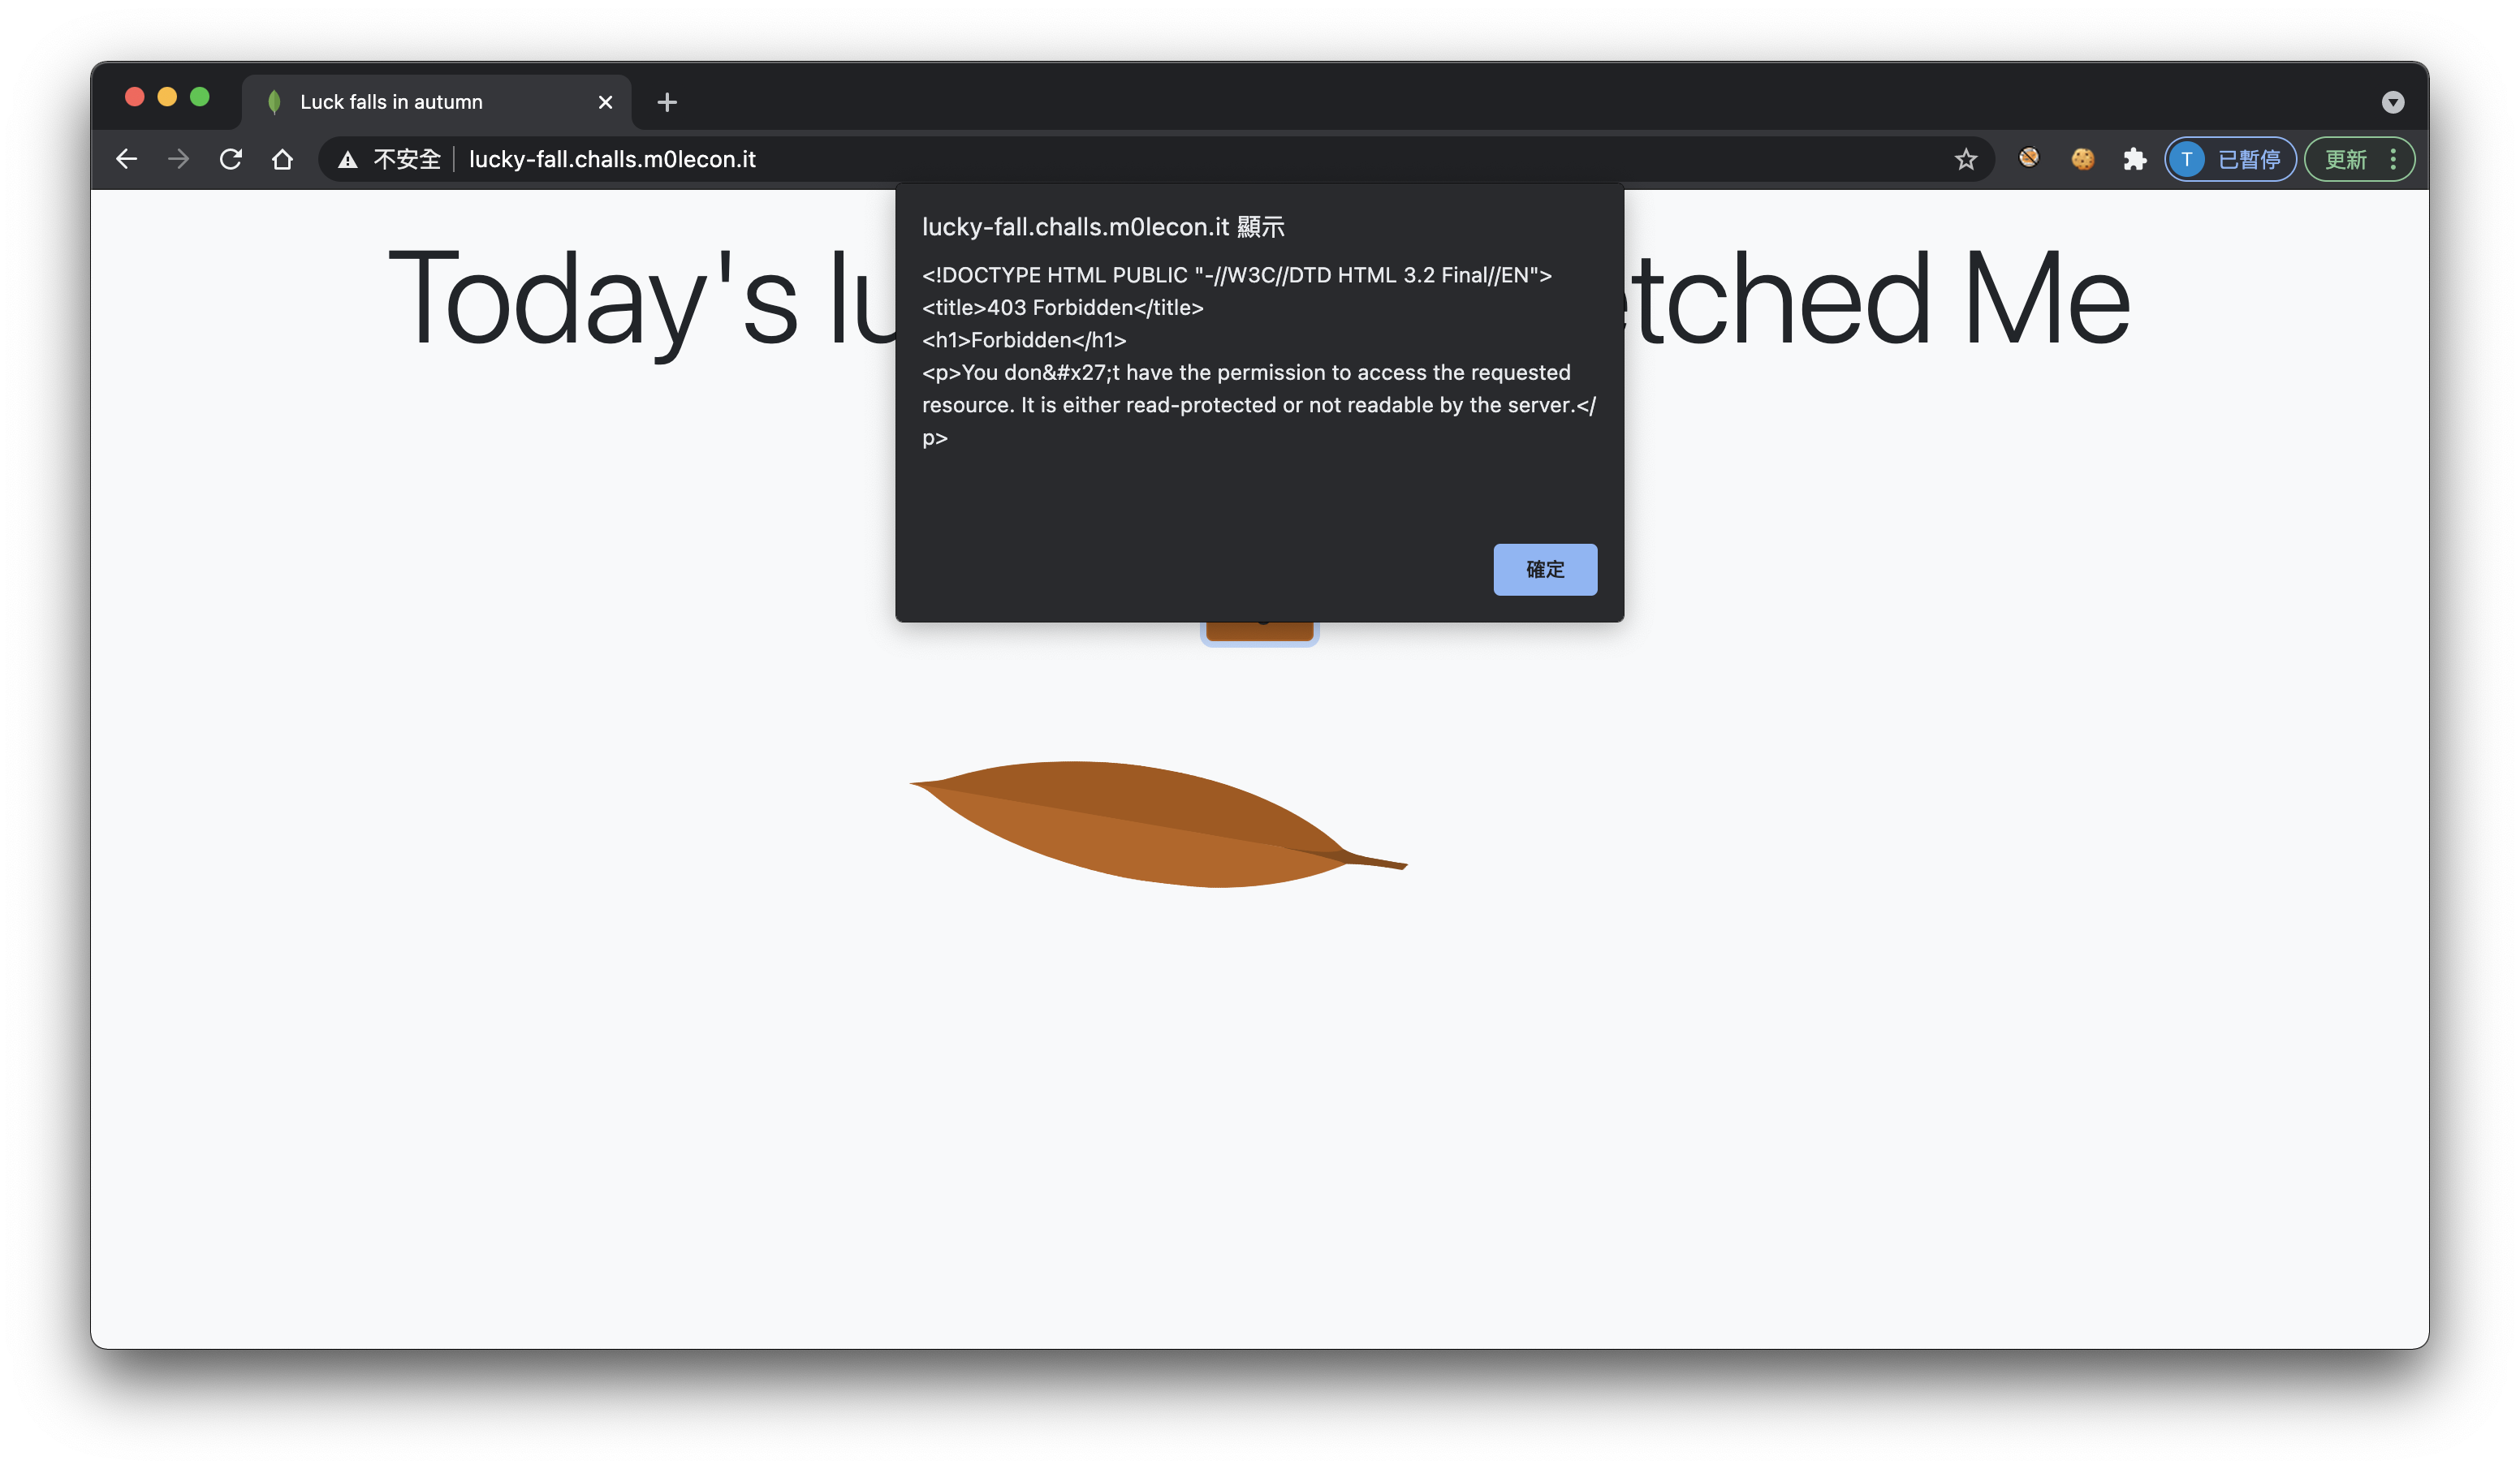 Luck falls in autumn
不安全 lucky-fall.challs.m0lecon.it
T 已暫停 更新
lucky-fall.challs.m0lecon.it 顯示
<!DOCTYPE HTML PUBLIC "-//W3C//DTD HTML 3.2 Final//EN">
<title>403 Forbidden</title>
<h1>Forbidden</h1>
<p>You don&#x27;t have the permission to access the requested
resource. It is either read-protected or not readable by the server.</
p>
確定
Today's
Me